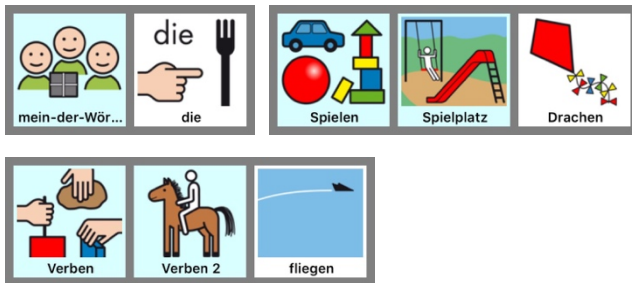 die
mein-der-Wör...
die
Spielen
Spielplatz
Drachen
Verben
Verben 2
fliegen